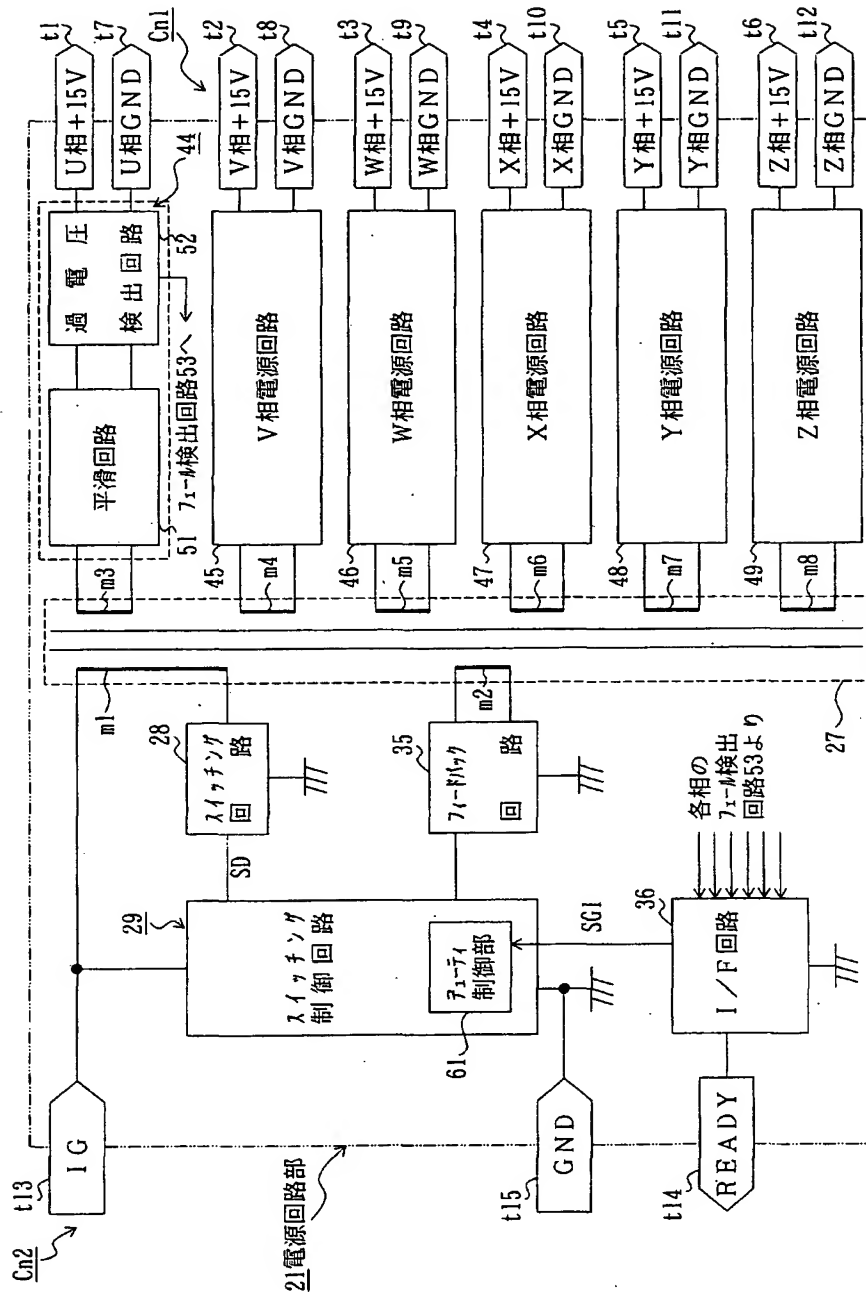 Cn2
t13
IG
21電源回路部
t15
GND
t14
READY
29
スイッチング
制御回路
デューティ
制御部
61
SD
28
スイッチング
回路
m1
35
フィードバック
回路
m2
SG1
36
I/F回路
各相の
フェール検出
回路53より
27
m3
平滑回路
51
フェール検出回路53へ
過電圧
検出回路
52
44
U相+15V
t1
U相GND
t7
Cn1
45
m4
V相電源回路
V相+15V
t2
V相GND
t8
46
m5
W相電源回路
W相+15V
t3
W相GND
t9
47
m6
X相電源回路
X相+15V
t4
X相GND
t10
48
m7
Y相電源回路
Y相+15V
t5
Y相GND
t11
49
m8
Z相電源回路
Z相+15V
t6
Z相GND
t12